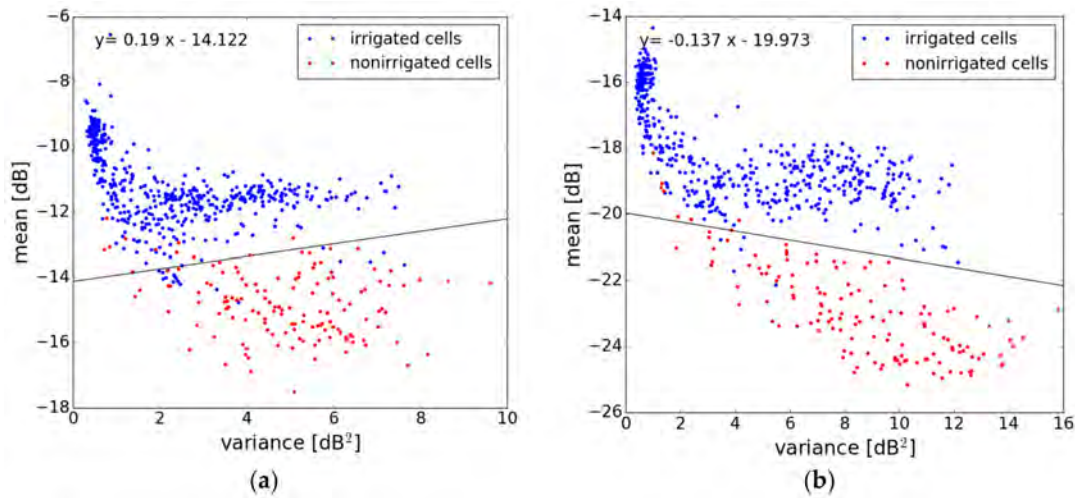 −6
−8
−10
−12
−14
−16
−18
mean [dB]
y= 0.19 x - 14.122
irrigated cells
nonirrigated cells
0 2 4 6 8 10
variance [dB²]
(a)
−14
−16
−18
−20
−22
−24
−26
mean [dB]
y= -0.137 x - 19.973
irrigated cells
nonirrigated cells
0 2 4 6 8 10 12 14 16
variance [dB²]
(b)